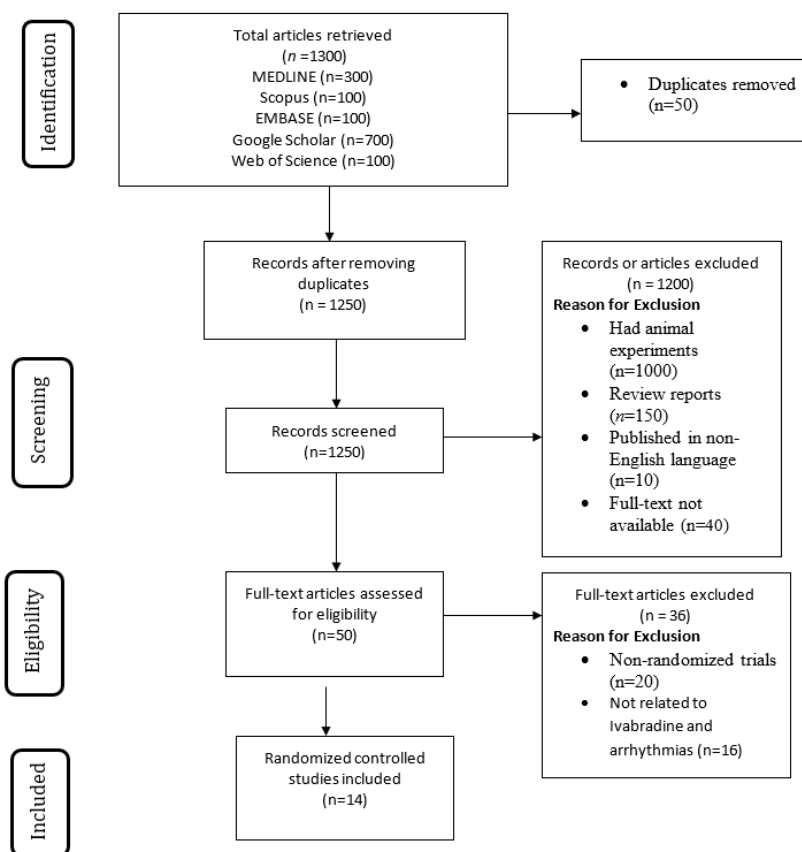 Identification
Total articles retrieved
(n =1300)
MEDLINE (n=300)
Scopus (n=100)
EMBASE (n=100)
Google Scholar (n=700)
Web of Science (n=100)
• Duplicates removed
(n=50)
Records after removing
duplicates
(n = 1250)
Screening
Records screened
(n=1250)
Records or articles excluded
(n = 1200)
Reason for Exclusion
• Had animal
experiments
(n=1000)
• Review reports
(n=150)
• Published in non-
English language
(n=10)
• Full-text not
available (n=40)
Eligibility
Full-text articles assessed
for eligibility
(n=50)
Full-text articles excluded
(n = 36)
Reason for Exclusion
• Non-randomized trials
(n=20)
• Not related to
Ivabradine and
arrhythmias (n=16)
Included
Randomized controlled
studies included
(n=14)